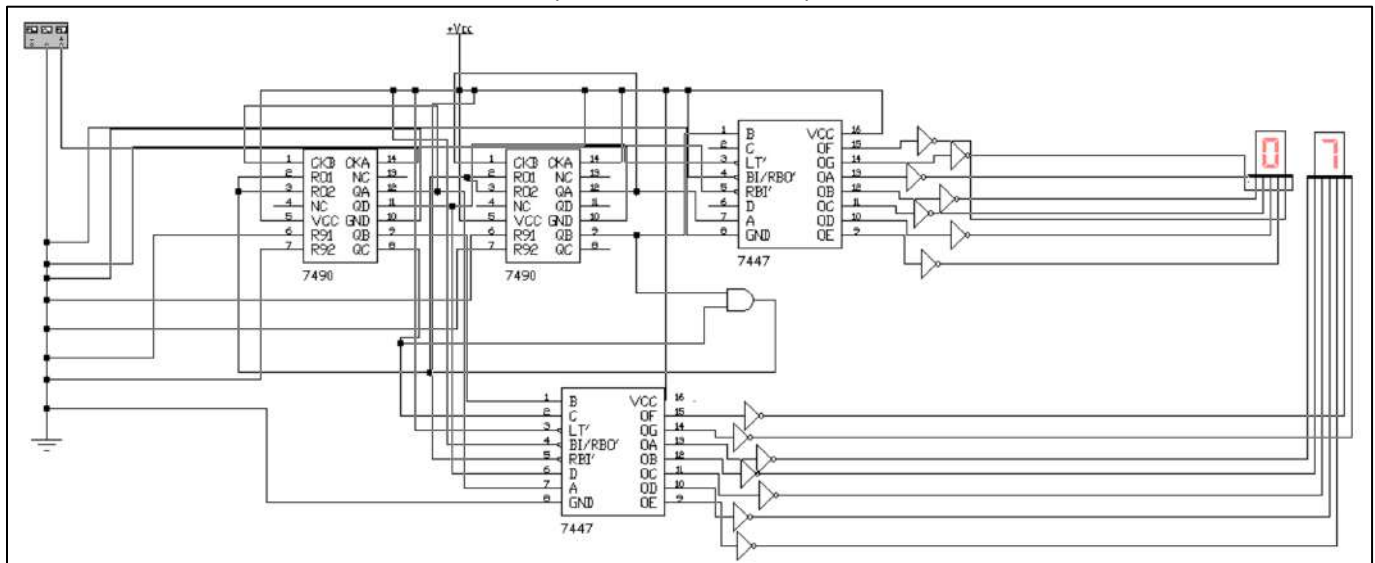 +Vcc
1 CKB CKA 14
2 R01 NC 13
3 R02 QA 12
4 NC QD 11
5 VCC GND 10
6 R91 QB 9
7 R92 QC 8
7490
1 CKB CKA 14
2 R01 NC 13
3 R02 QA 12
4 NC QD 11
5 VCC GND 10
6 R91 QB 9
7 R92 QC 8
7490
1 B VCC 16
2 C OF 15
3 LT' OG 14
4 BI/RBO' OA 13
5 RBI' OB 12
6 D OC 11
7 A OD 10
8 GND OE 9
7447
0 7
1 B VCC 16
2 C OF 15
3 LT' OG 14
4 BI/RBO' OA 13
5 RBI' OB 12
6 D OC 11
7 A OD 10
8 GND OE 9
7447